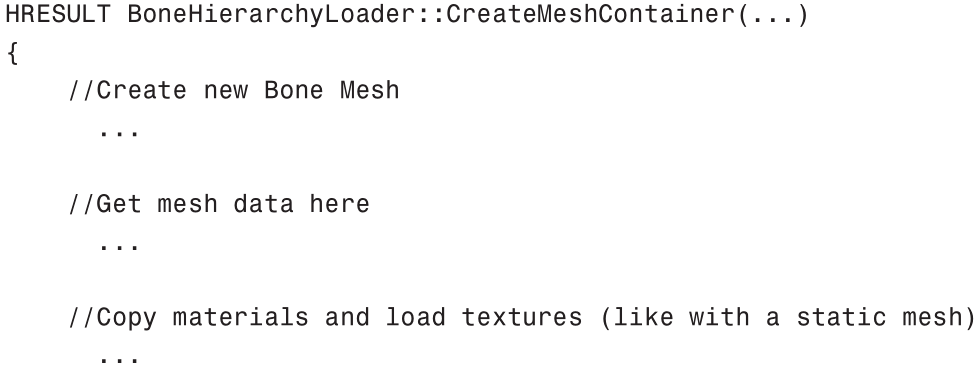 HRESULT BoneHierarchyLoader::CreateMeshContainer(...)
{
//Create new Bone Mesh
...
//Get mesh data here
...
//Copy materials and load textures (like with a static mesh)
...